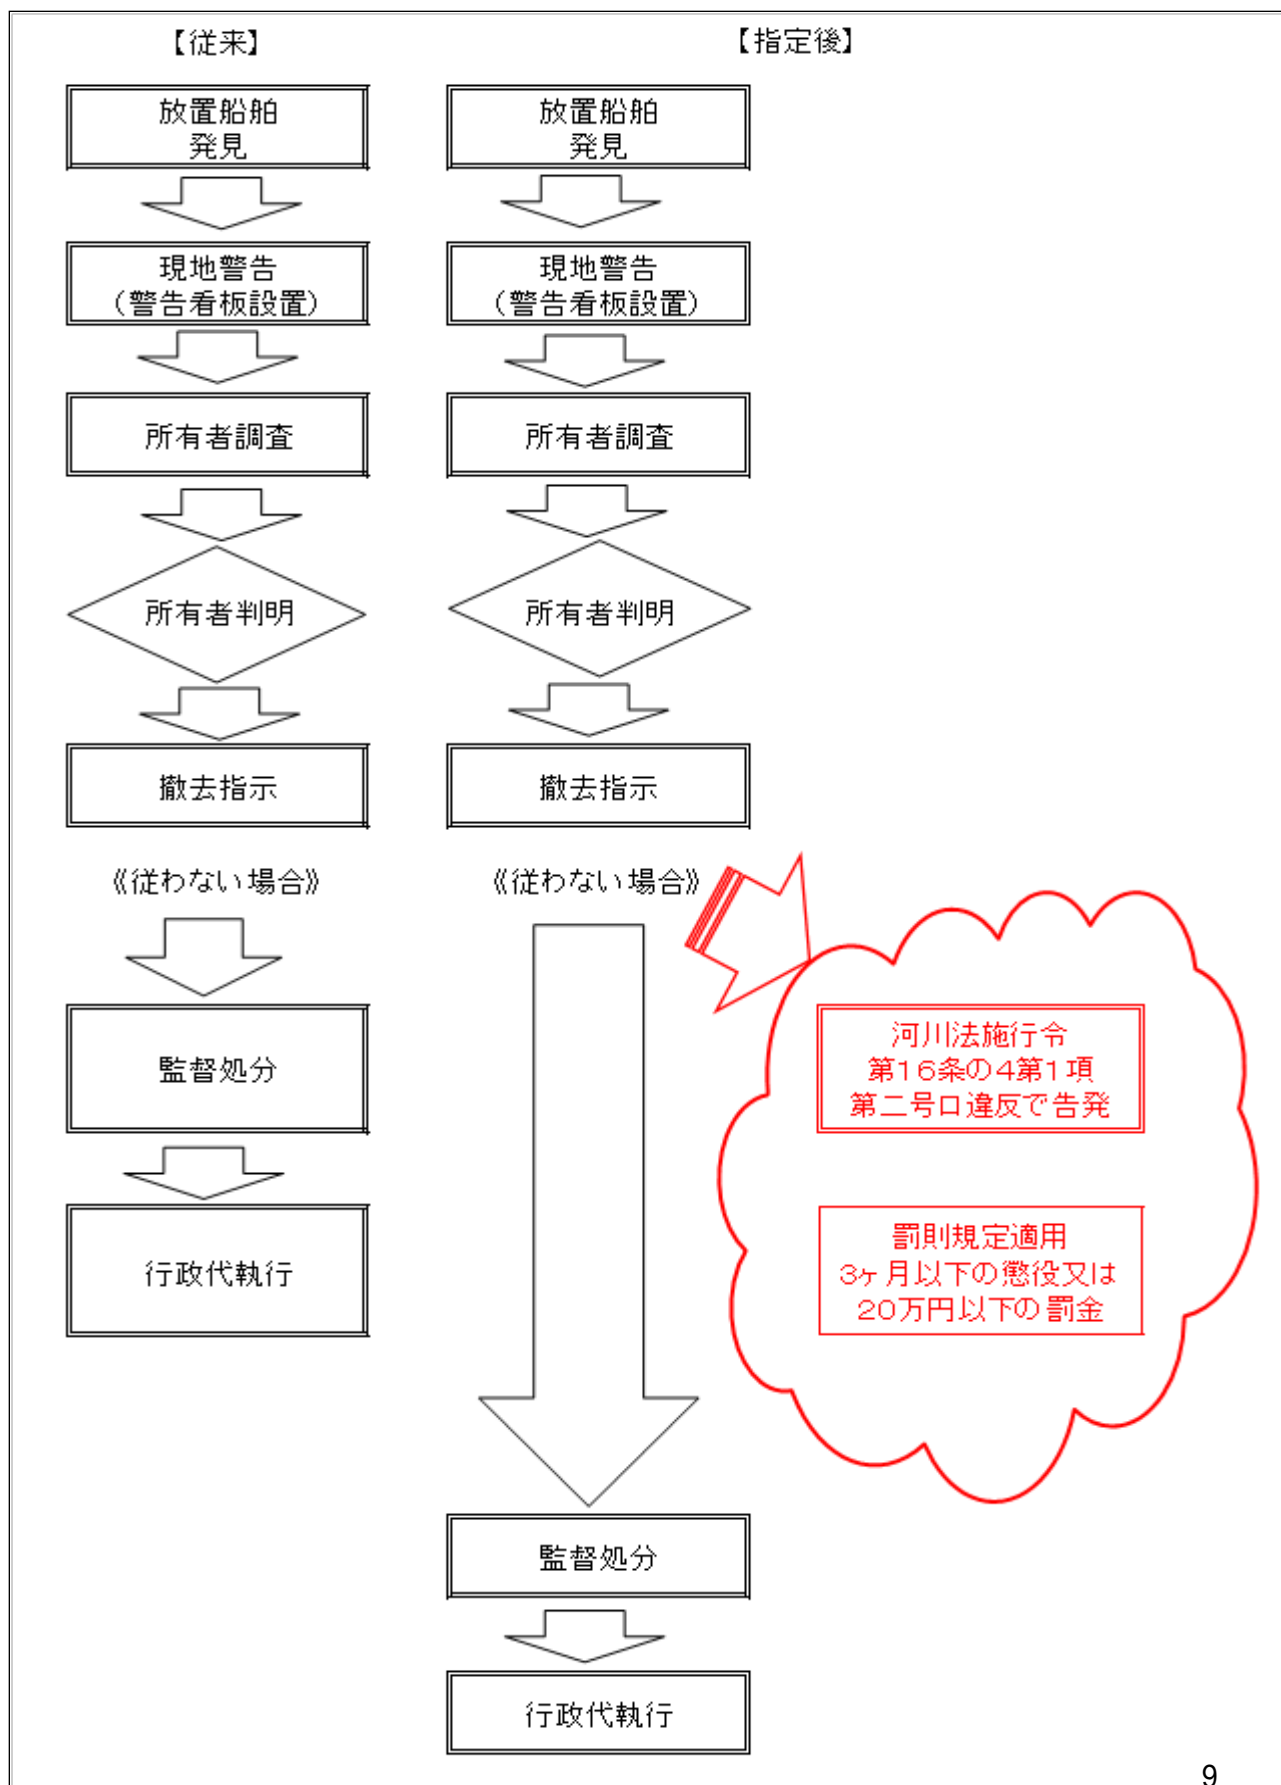 【従来】
放置船舶
発見
現地警告
(警告看板設置)
所有者調査
所有者判明
撤去指示
《従わない場合》
監督処分
行政代執行
【指定後】
放置船舶
発見
現地警告
(警告看板設置)
所有者調査
所有者判明
撤去指示
《従わない場合》
河川法施行令
第16条の4第1項
第二号ロ違反で告発
罰則規定適用
3ヶ月以下の懲役又は
20万円以下の罰金
監督処分
行政代執行
9